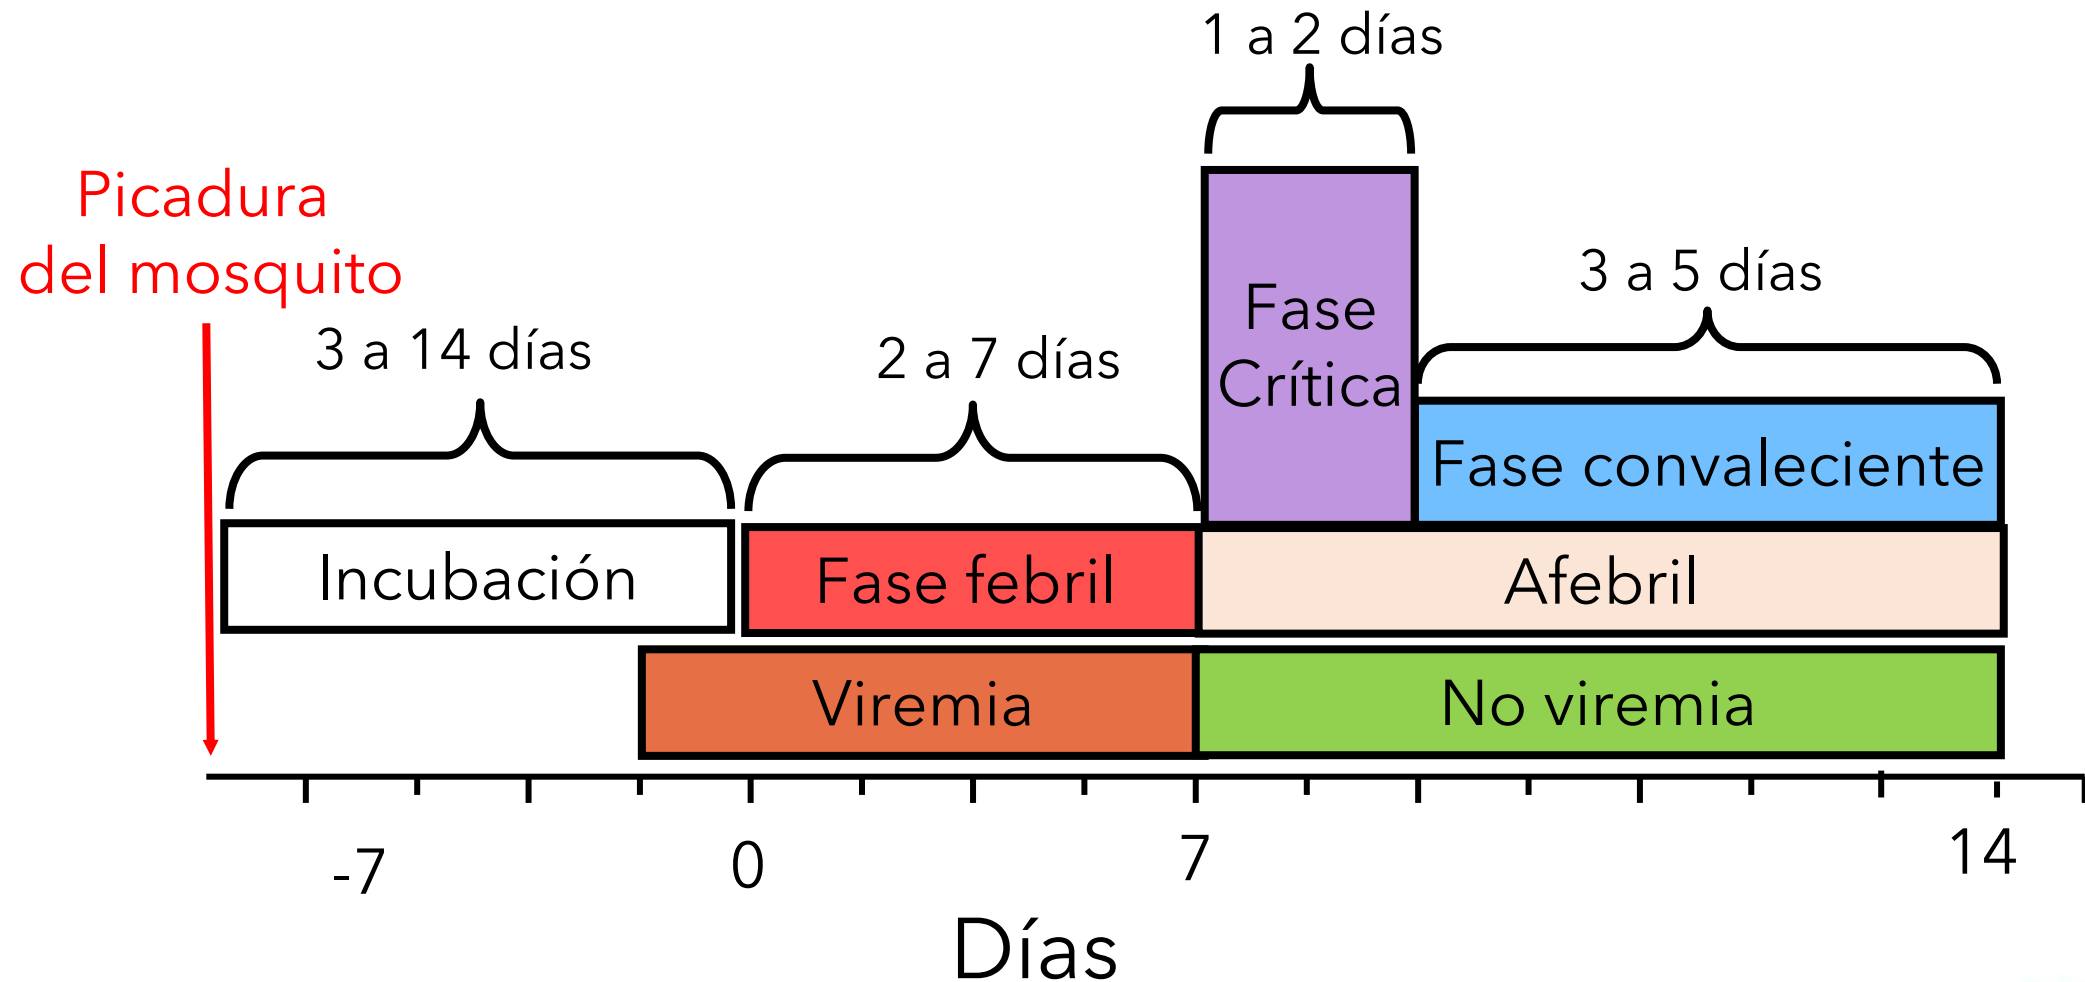 1 a 2 días
Picadura
del mosquito
3 a 14 días
2 a 7 días
Fase
Crítica
3 a 5 días
Fase convaleciente
Incubación
Fase febril
Afebril
Viremia
No viremia
-7
0
7
14
Días